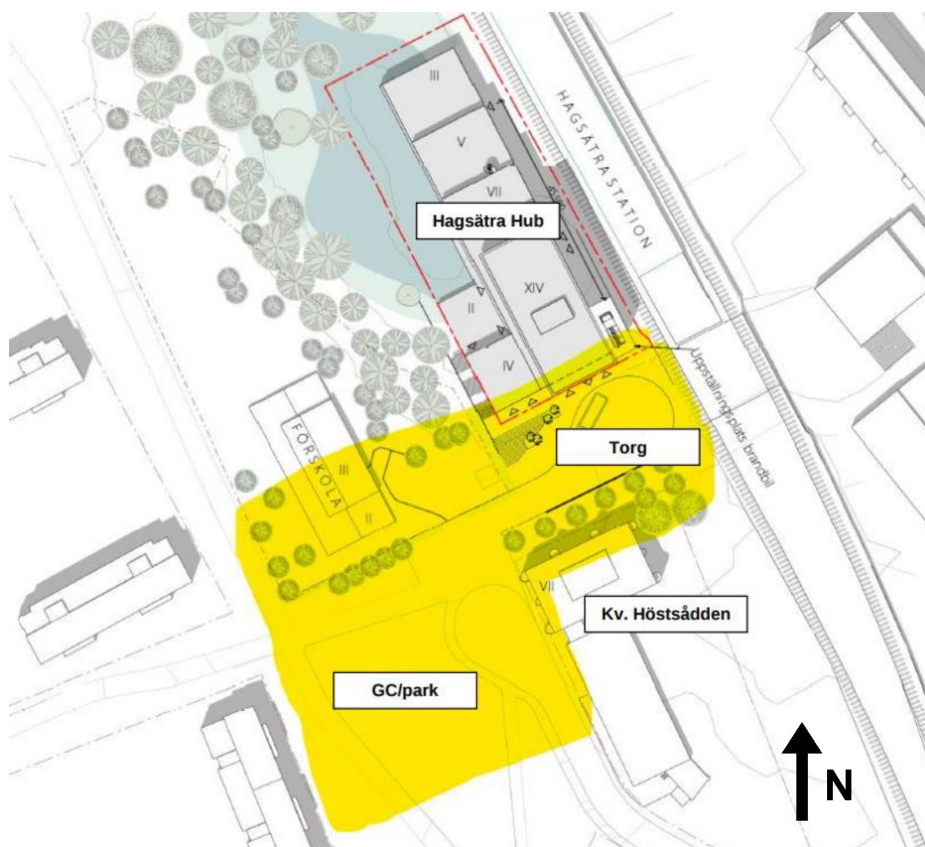 III
V
HAGSÄTRA STATION
VII
Hagsätra Hub
XIV
II
IV
Uppställningsplats brandbil
Torg
FÖRSKOLA
III
II
VII
Kv. Höstsådden
GC/park
N